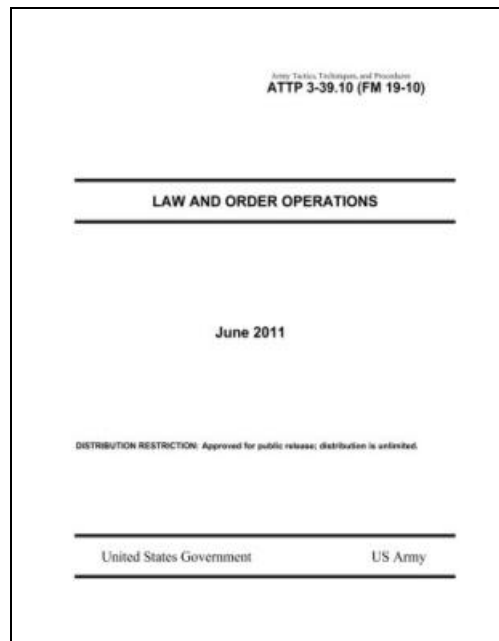 Army Tactics, Techniques, and Procedures
ATTP 3-39.10 (FM 19-10)
LAW AND ORDER OPERATIONS
June 2011
DISTRIBUTION RESTRICTION: Approved for public release; distribution is unlimited.
United States Government US Army